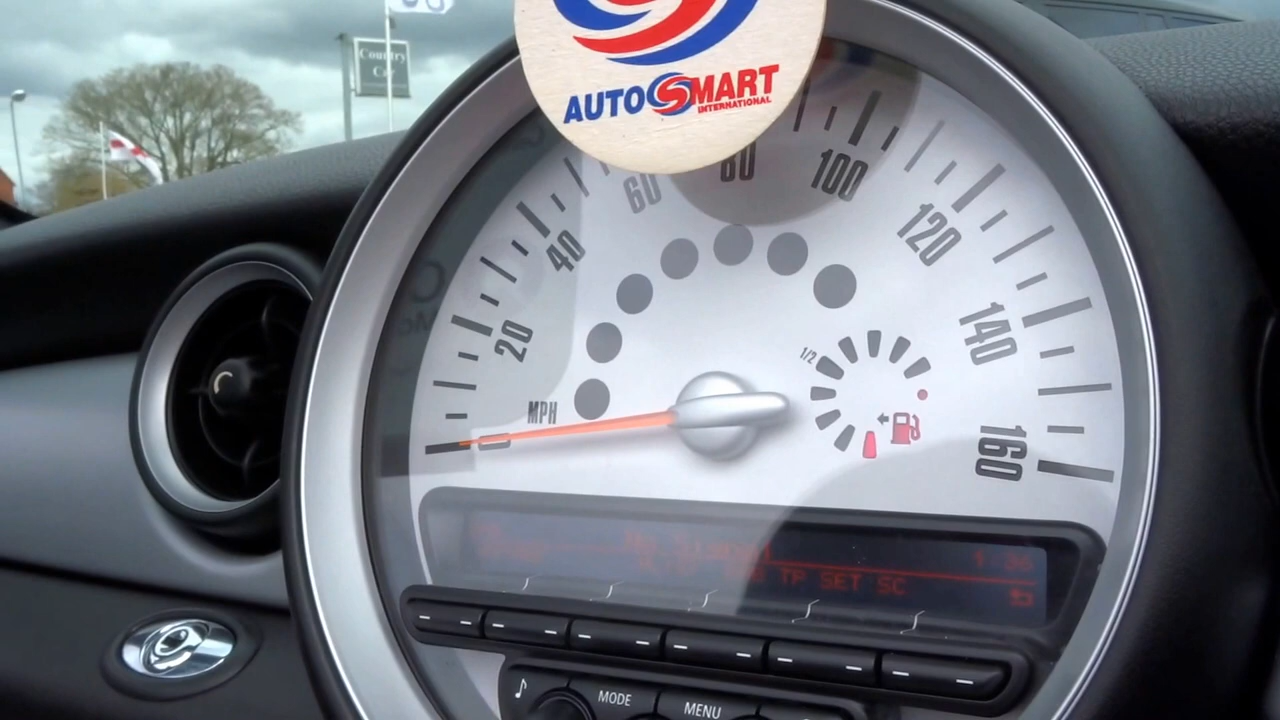 Country
Car
AUTOSMART
INTERNATIONAL
20
40
60
80
100
120
140
160
MPH
1/2
TP SET SC
MODE
MENU